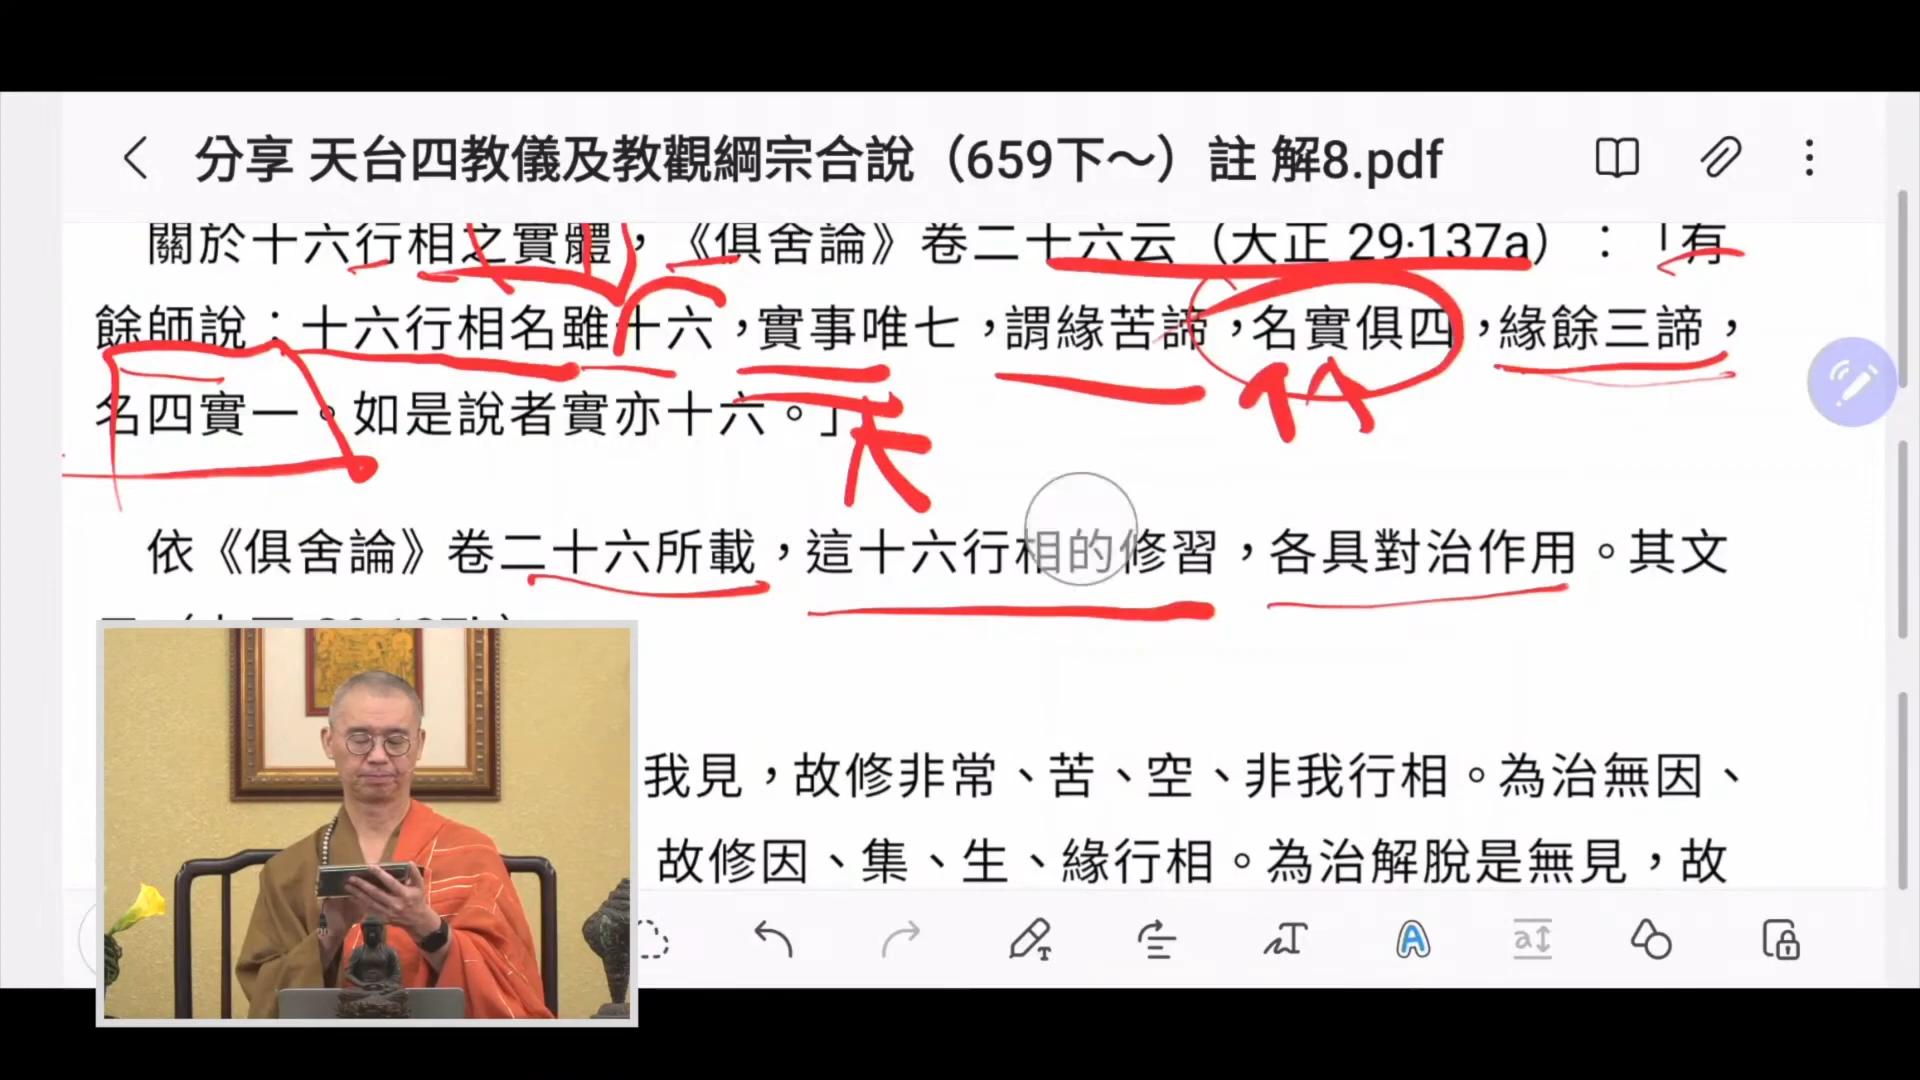 分享 天台四教儀及教觀綱宗合說（659下～）註 解8.pdf
關於十六行相之實體，《俱舍論》卷二十六云（大正 29·137a）：「有
餘師說：十六行相名雖十六，實事唯七，謂緣苦諦，名實俱四，緣餘三諦，
名四實一。如是說者實亦十六。」
依《俱舍論》卷二十六所載，這十六行相的修習，各具對治作用。其文
我見，故修非常、苦、空、非我行相。為治無因、
故修因、集、生、緣行相。為治解脫是無見，故